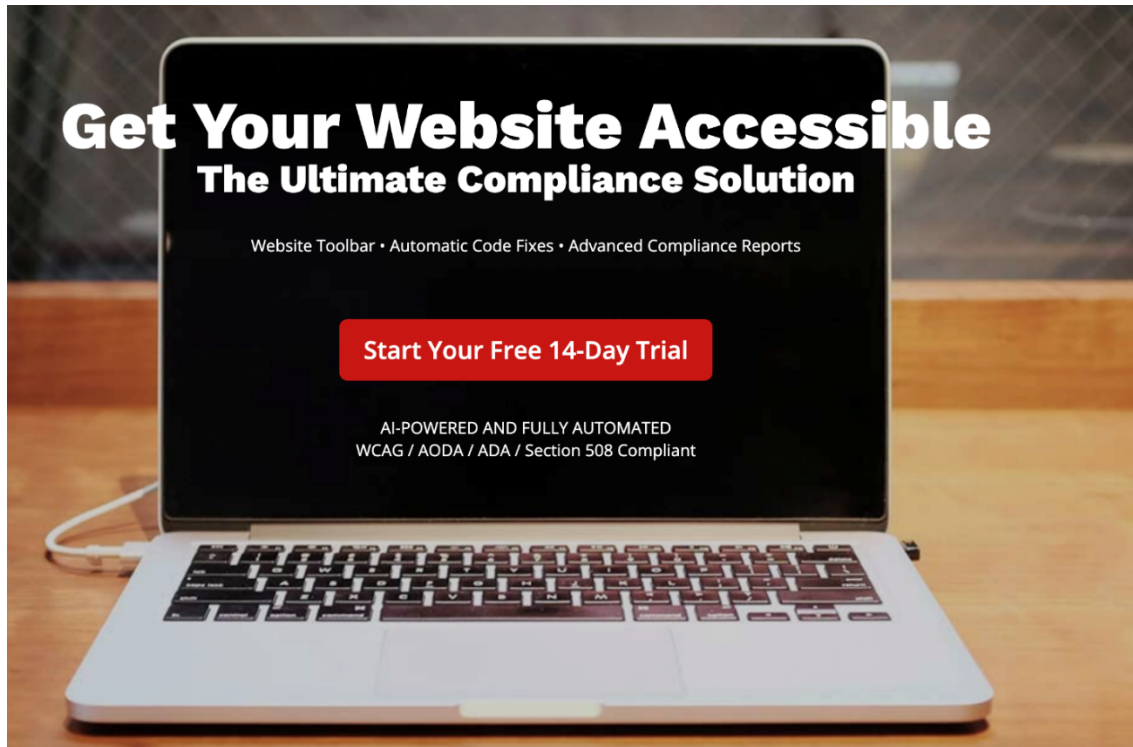 Get Your Website Accessible
The Ultimate Compliance Solution
Website Toolbar • Automatic Code Fixes • Advanced Compliance Reports
Start Your Free 14-Day Trial
AI-POWERED AND FULLY AUTOMATED
WCAG / AODA / ADA / Section 508 Compliant